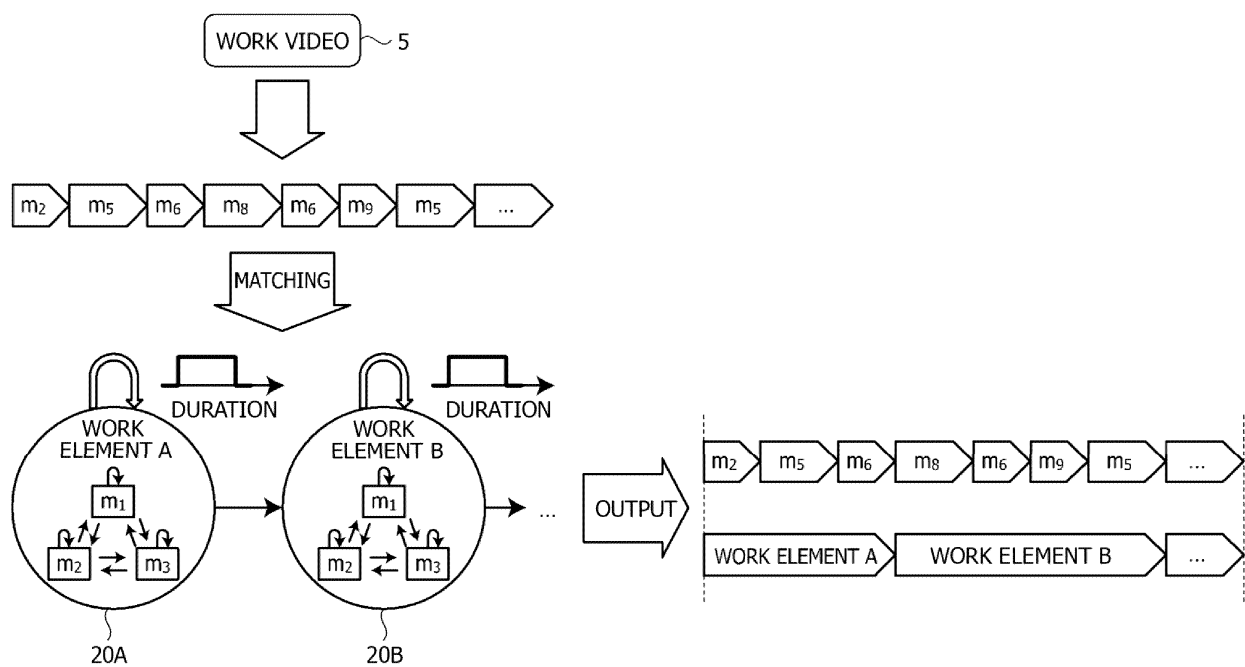 WORK VIDEO 5
m₂ m₅ m₆ m₈ m₆ m₉ m₅ ...
MATCHING
DURATION DURATION
WORK
ELEMENT A
m₁
m₂ m₃
WORK
ELEMENT B
m₁
m₂ m₃
...
20A 20B
OUTPUT
m₂ m₅ m₆ m₈ m₆ m₉ m₅ ...
WORK ELEMENT A WORK ELEMENT B ...